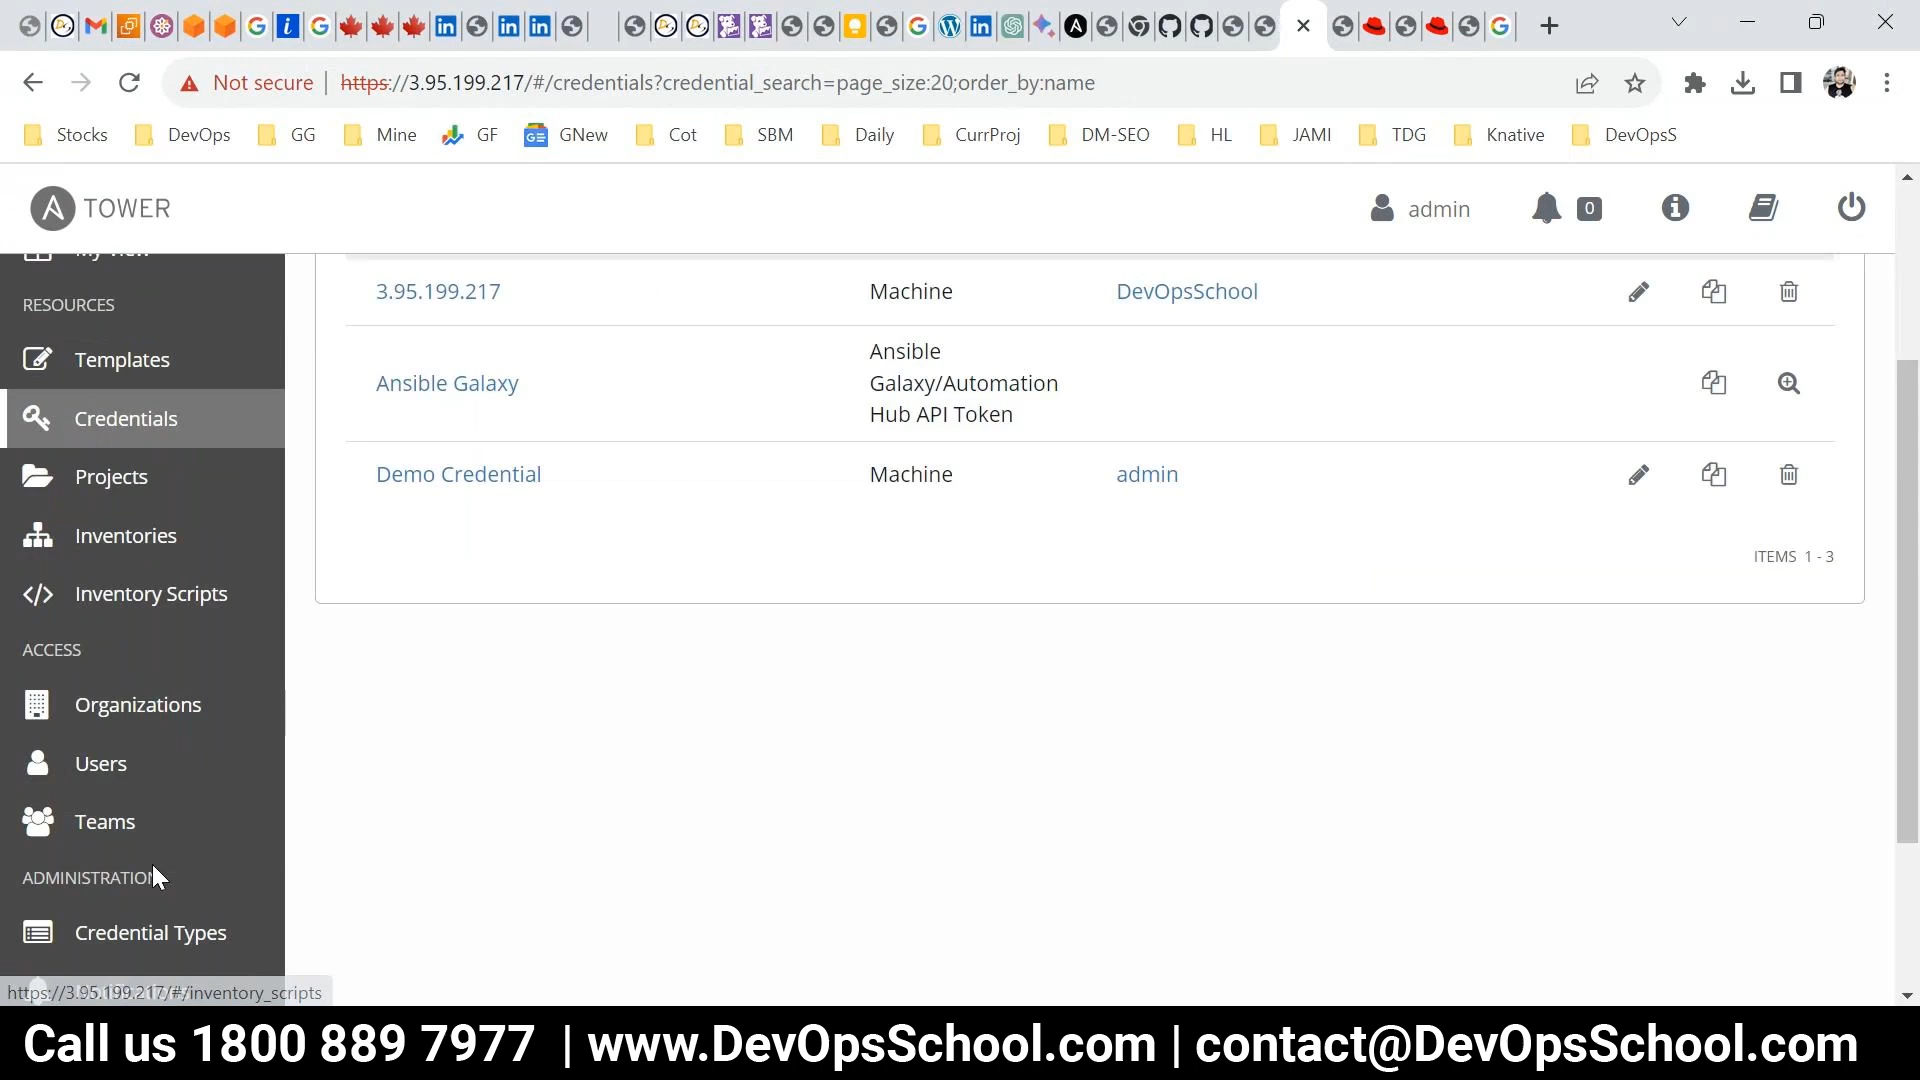 Not secure | https://3.95.199.217/#/credentials?credential_search=page_size:20;order_by:name
Stocks DevOps GG Mine GF GNew Cot SBM Daily CurrProj DM-SEO HL JAMI TDG Knative DevOpsS
TOWER
admin
0
My View
RESOURCES
Templates
Credentials
Projects
Inventories
Inventory Scripts
ACCESS
Organizations
Users
Teams
ADMINISTRATION
Credential Types
3.95.199.217 Machine DevOpsSchool
Ansible Galaxy
Ansible
Galaxy/Automation
Hub API Token
Demo Credential Machine admin
ITEMS 1 - 3
https://3.95.199.217/#/inventory_scripts
Call us 1800 889 7977 | www.DevOpsSchool.com | contact@DevOpsSchool.com